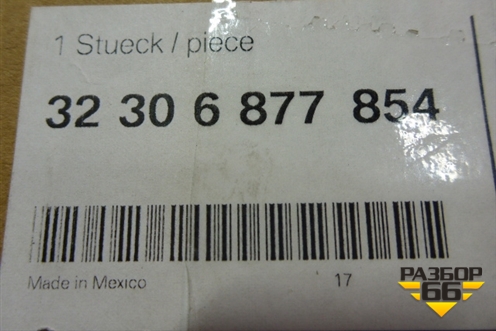 1 Stueck / piece
32 30 6 877 854
Made in Mexico 17
РАЗБОР
66